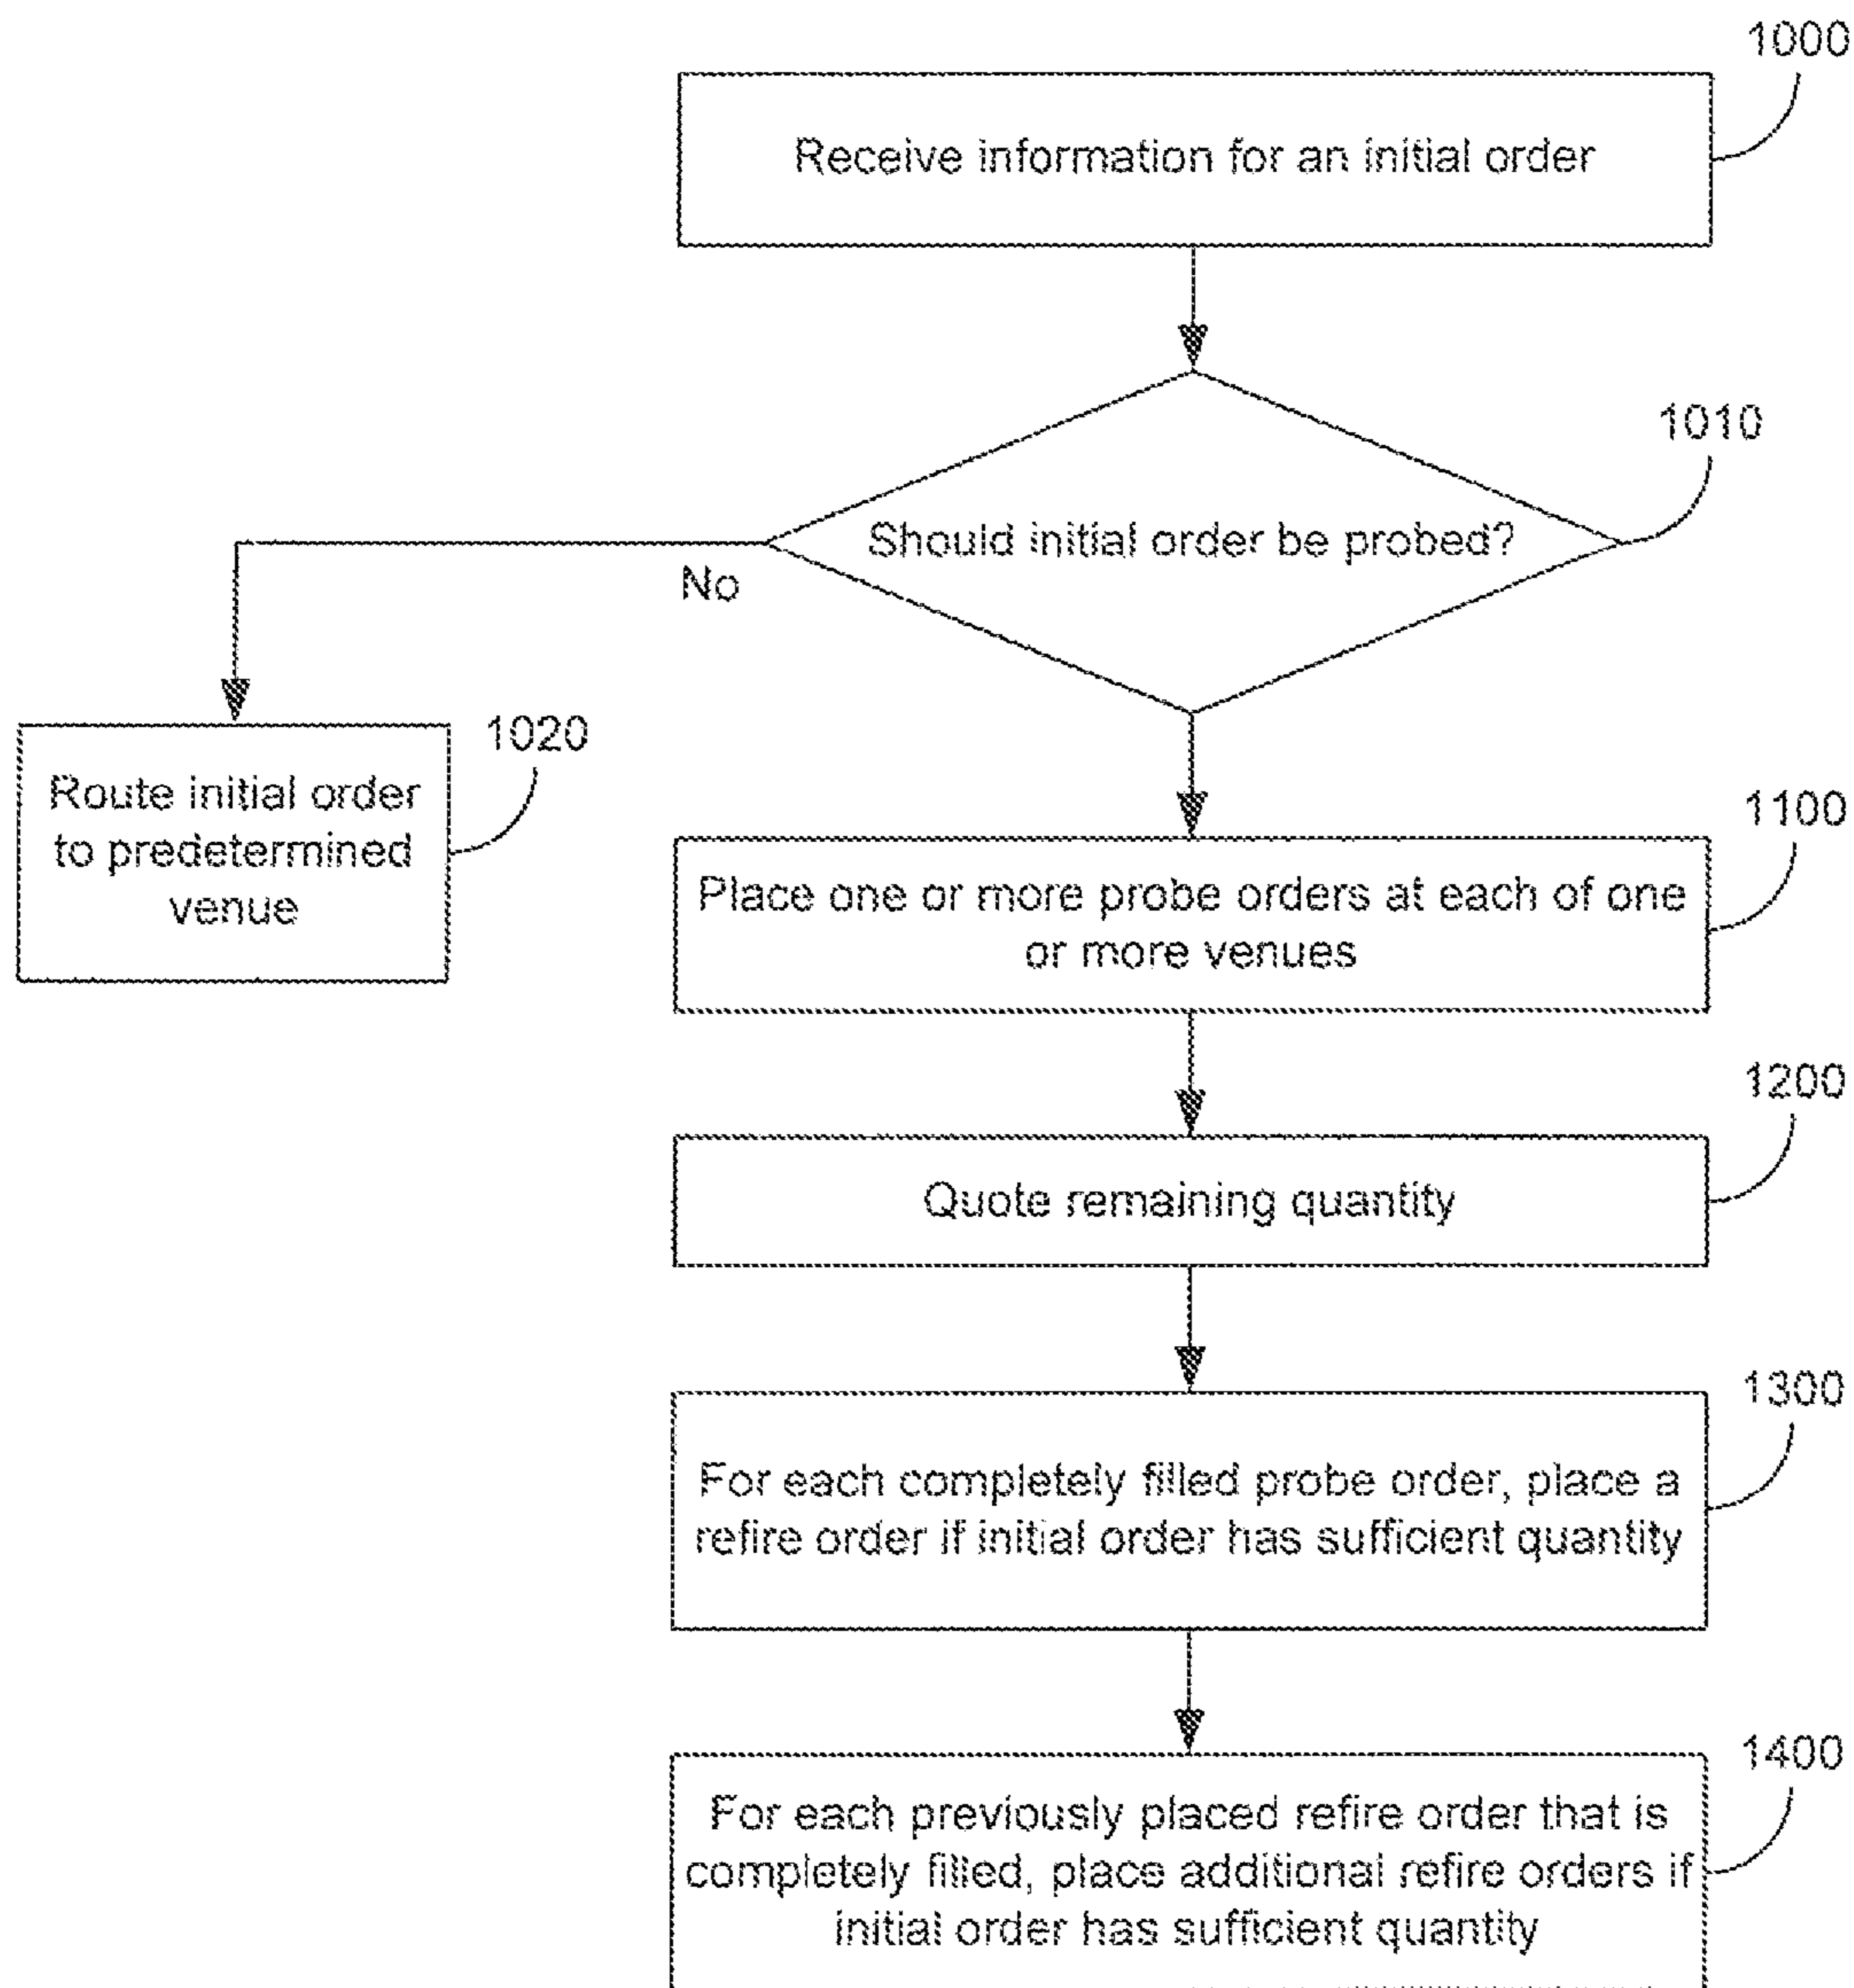 1000
Receive information for an initial order
1010
Should initial order be probed?
No
1020
Route initial order
to predetermined
venue
1100
Place one or more probe orders at each of one
or more venues
1200
Quote remaining quantity
1300
For each completely filled probe order, place a
refire order if initial order has sufficient quantity
1400
For each previously placed refire order that is
completely filled, place additional refire orders if
initial order has sufficient quantity